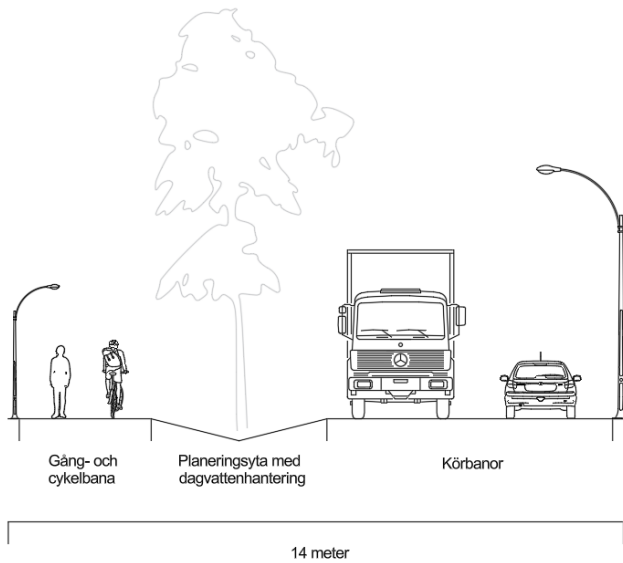 Gång- och
cykelbana
Planeringsyta med
dagvattenhantering
Körbanor
14 meter